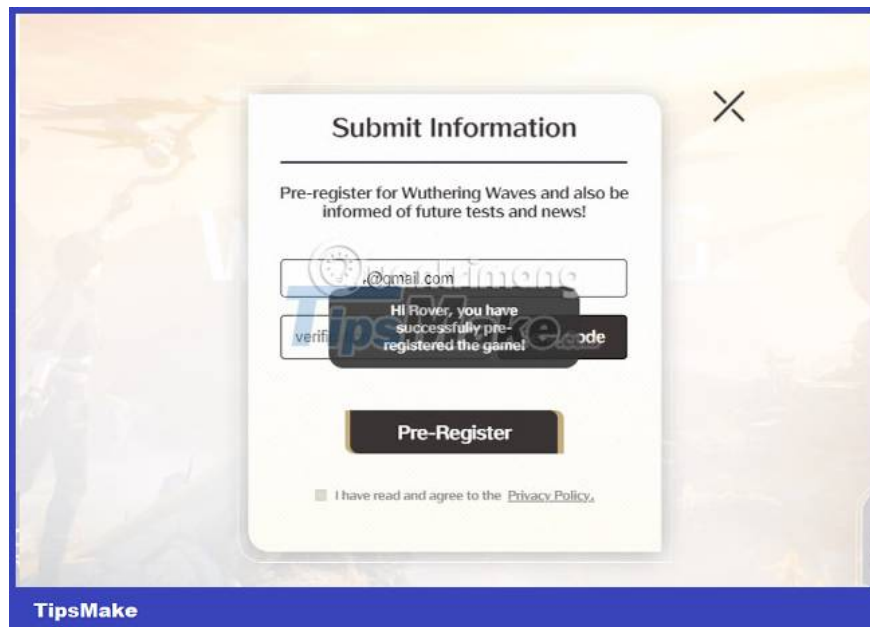 Submit Information
Pre-register for Wuthering Waves and also be
informed of future tests and news!
@gmail.com
Hi Rover, you have
successfully pre-
registered the game!
Pre-Register
I have read and agree to the Privacy Policy.
TipsMake.com
TipsMake